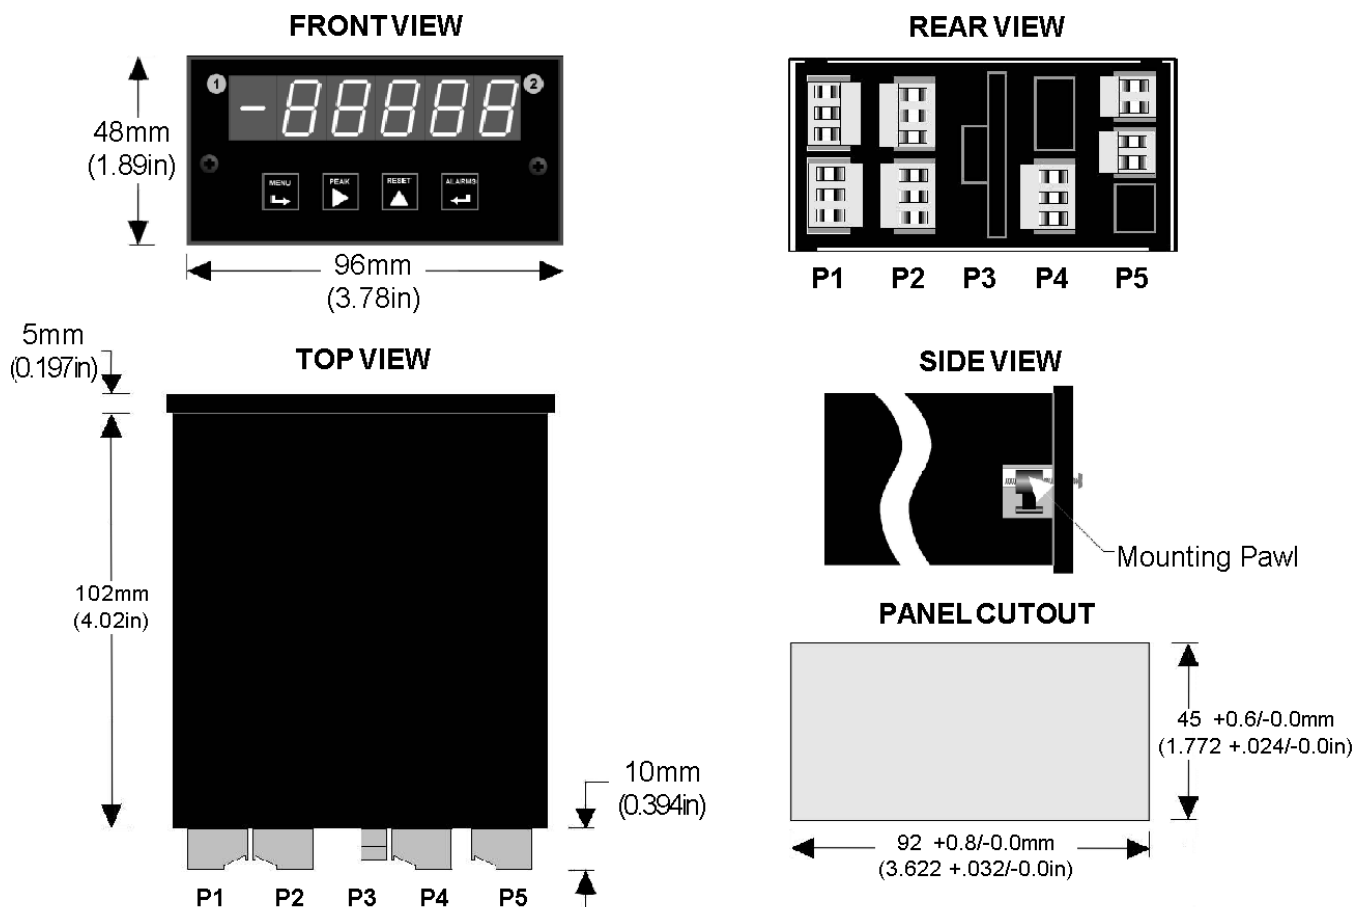 FRONT VIEW
1
2
-88888
MENU
PEAK
RESET
ALARMS
48mm
(1.89in)
96mm
(3.78in)
REAR VIEW
P1 P2 P3 P4 P5
5mm
(0.197in)
TOP VIEW
102mm
(4.02in)
10mm
(0.394in)
P1 P2 P3 P4 P5
SIDE VIEW
Mounting Pawl
PANEL CUTOUT
45 +0.6/-0.0mm
(1.772 +.024/-0.0in)
92 +0.8/-0.0mm
(3.622 +.032/-0.0in)